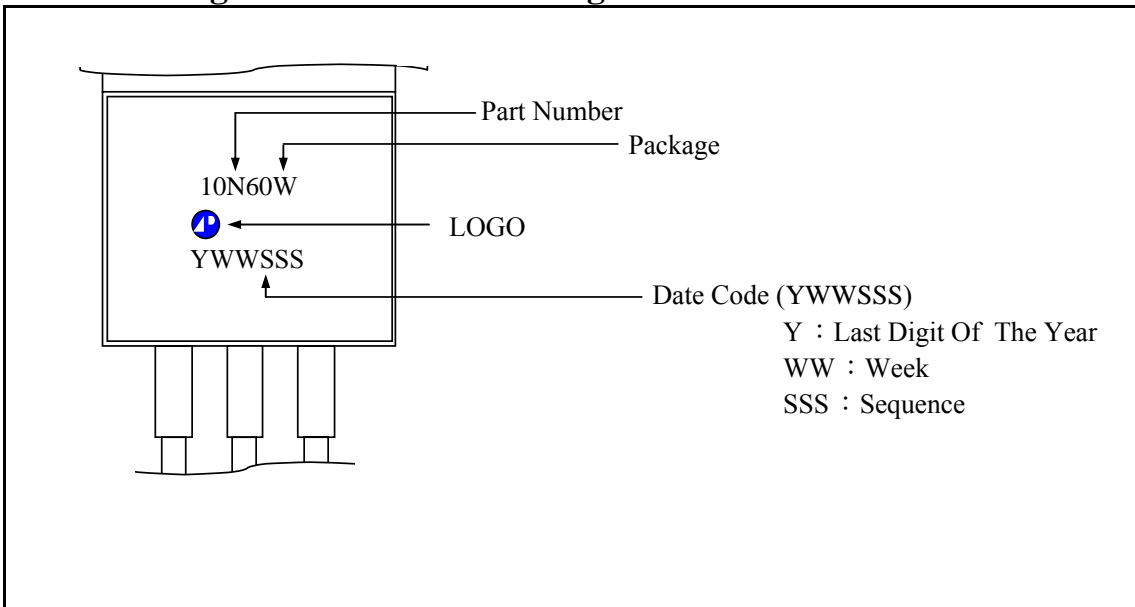 Part Number
Package
10N60W
LOGO
YWWSSS
Date Code (YWWSSS)
Y：Last Digit Of The Year
WW：Week
SSS：Sequence